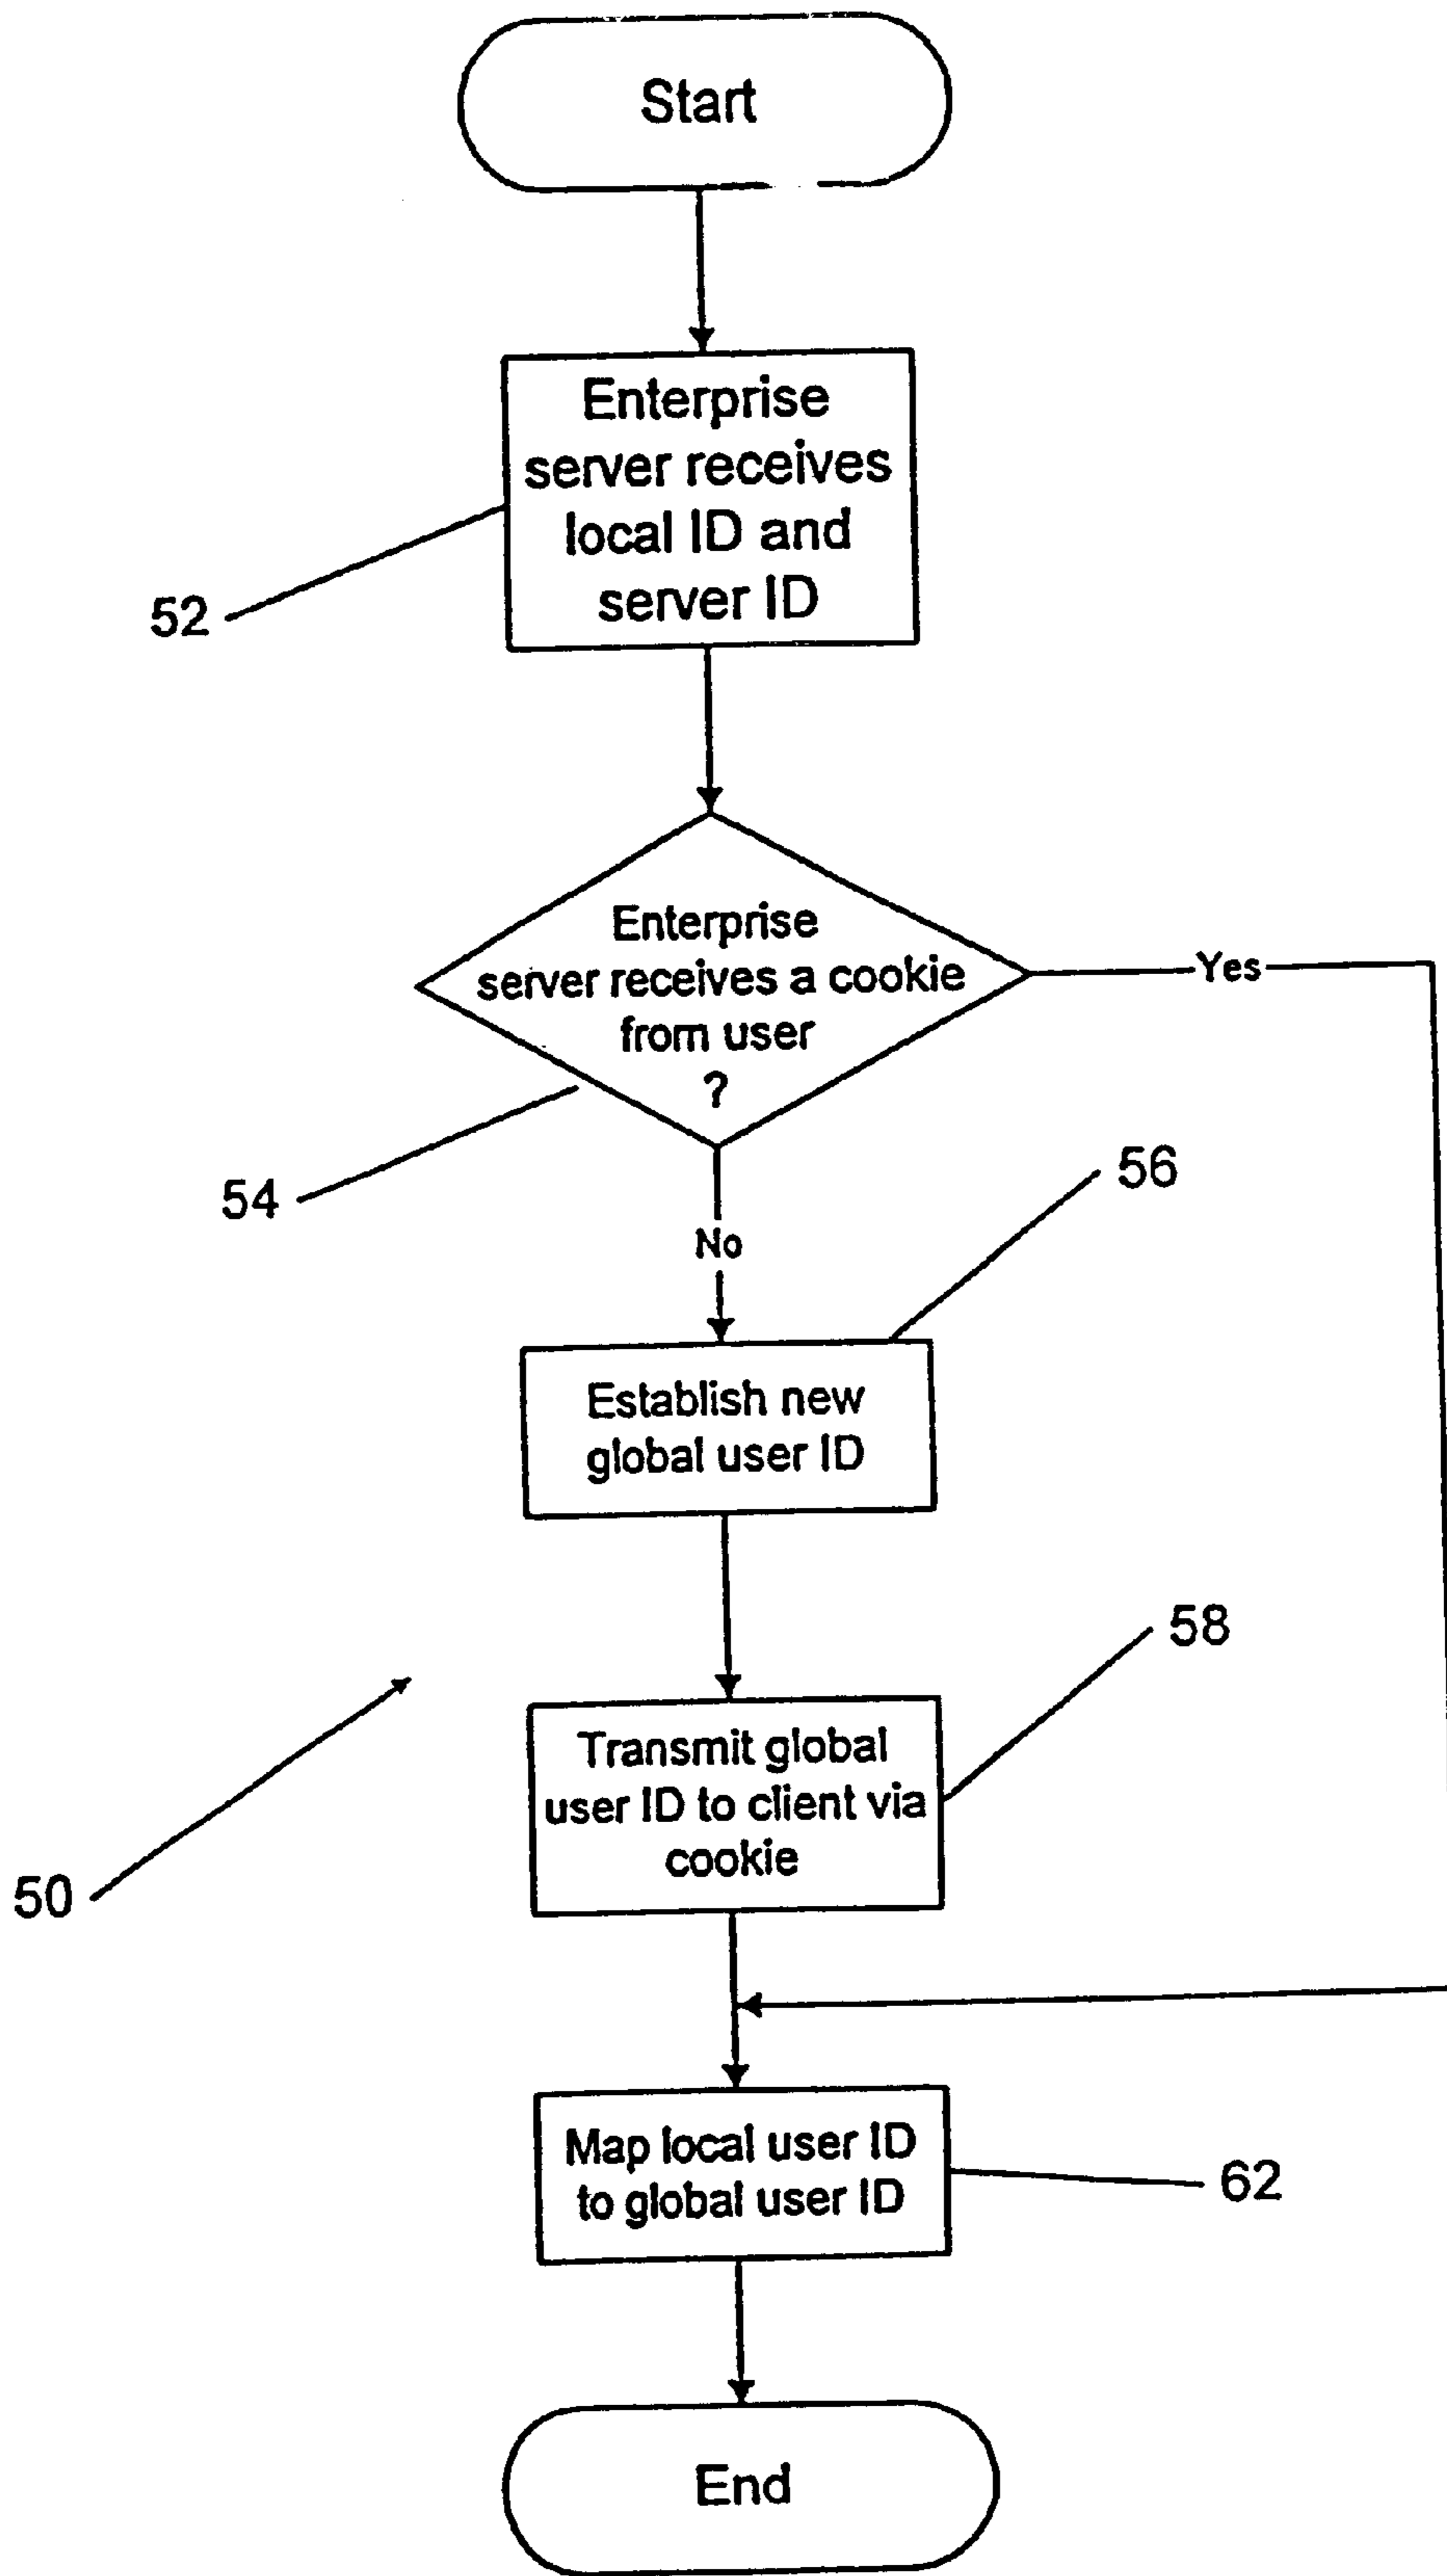 Start
Enterprise
server receives
local ID and
server ID
52
Enterprise
server receives a cookie
from user
?
Yes
54
No
56
Establish new
global user ID
58
Transmit global
user ID to client via
cookie
50
Map local user ID
to global user ID
62
End